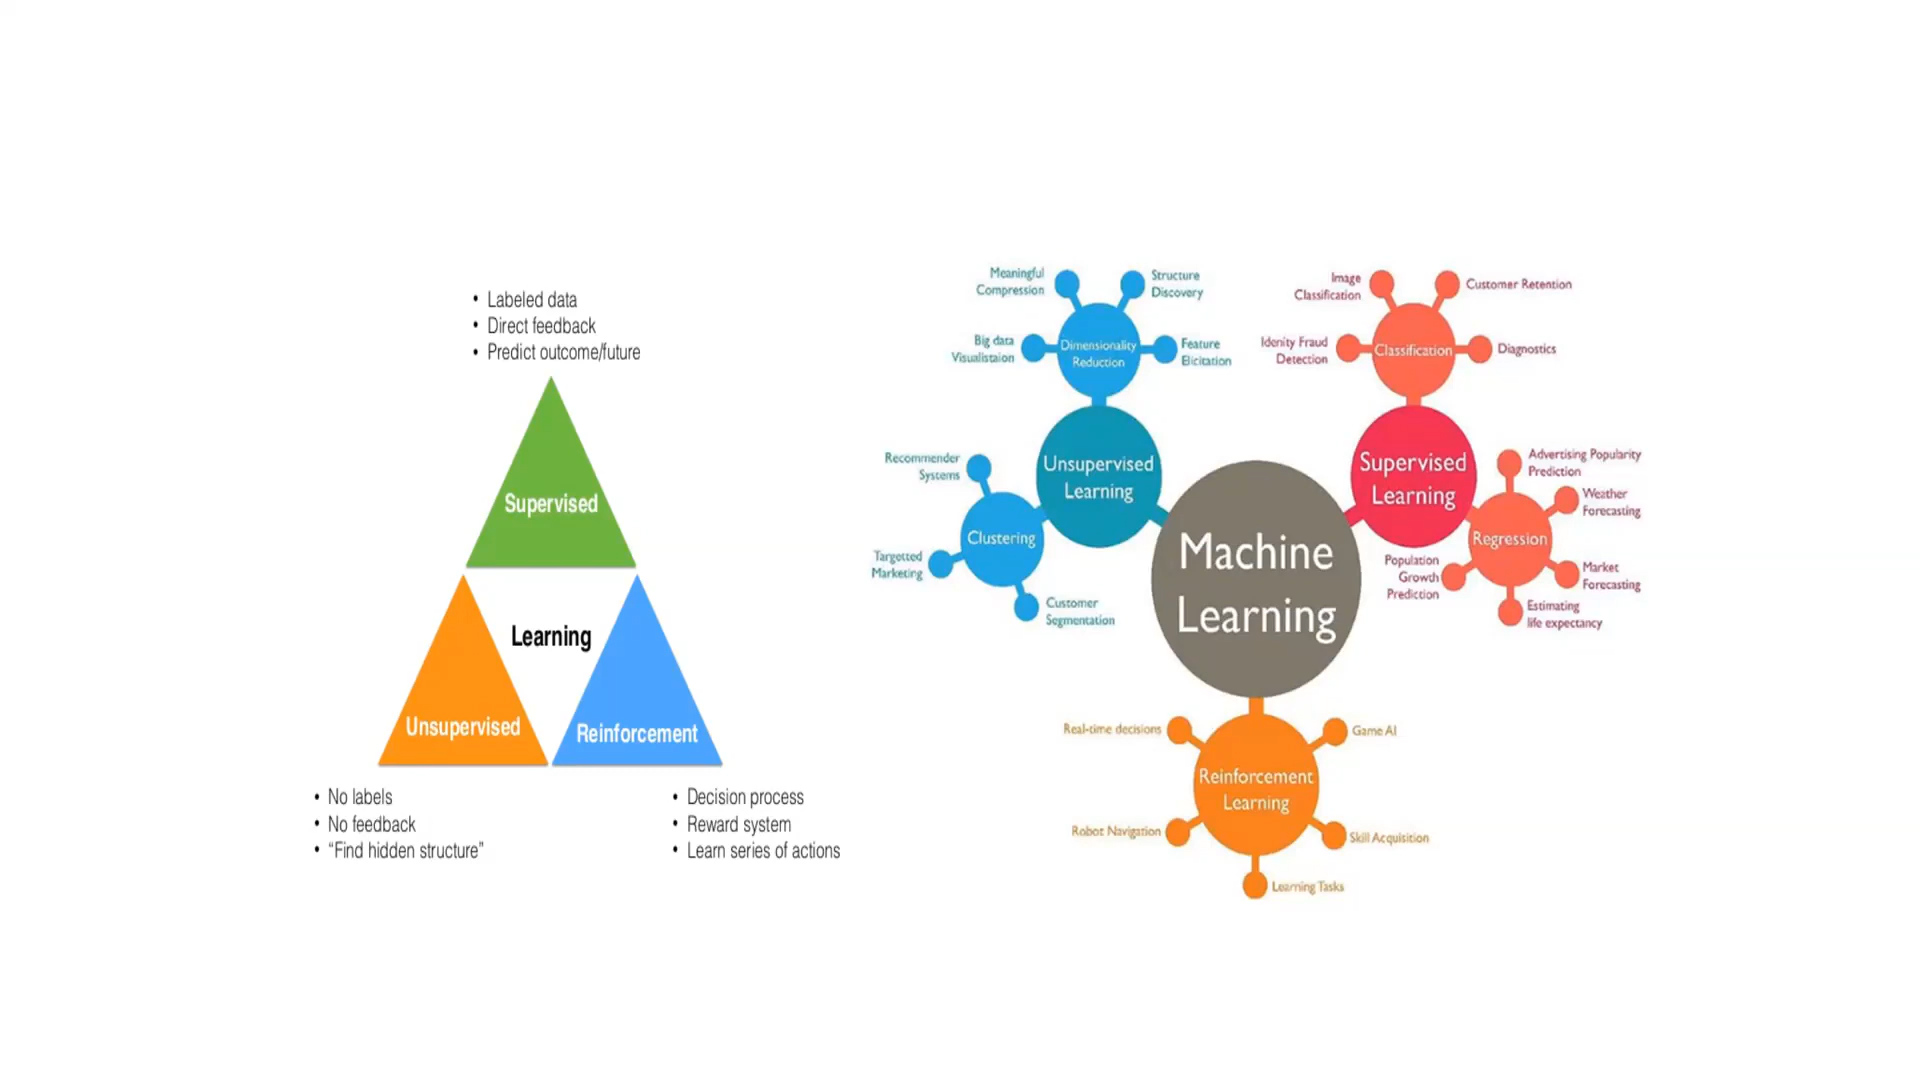 • Labeled data
• Direct feedback
• Predict outcome/future
Supervised
Learning
Unsupervised
Reinforcement
• No labels
• No feedback
• “Find hidden structure”
• Decision process
• Reward system
• Learn series of actions
Meaningful
Compression
Structure
Discovery
Big data
Visualistaion
Dimensionality
Reduction
Feature
Elicitation
Unsupervised
Learning
Recommender
Systems
Clustering
Targetted
Marketing
Customer
Segmentation
Image
Classification
Customer Retention
Idenity Fraud
Detection
Classification
Diagnostics
Supervised
Learning
Advertising Popularity
Prediction
Weather
Forecasting
Regression
Population
Growth
Prediction
Market
Forecasting
Estimating
life expectancy
Machine
Learning
Real-time decisions
Game AI
Reinforcement
Learning
Robot Navigation
Skill Acquisition
Learning Tasks